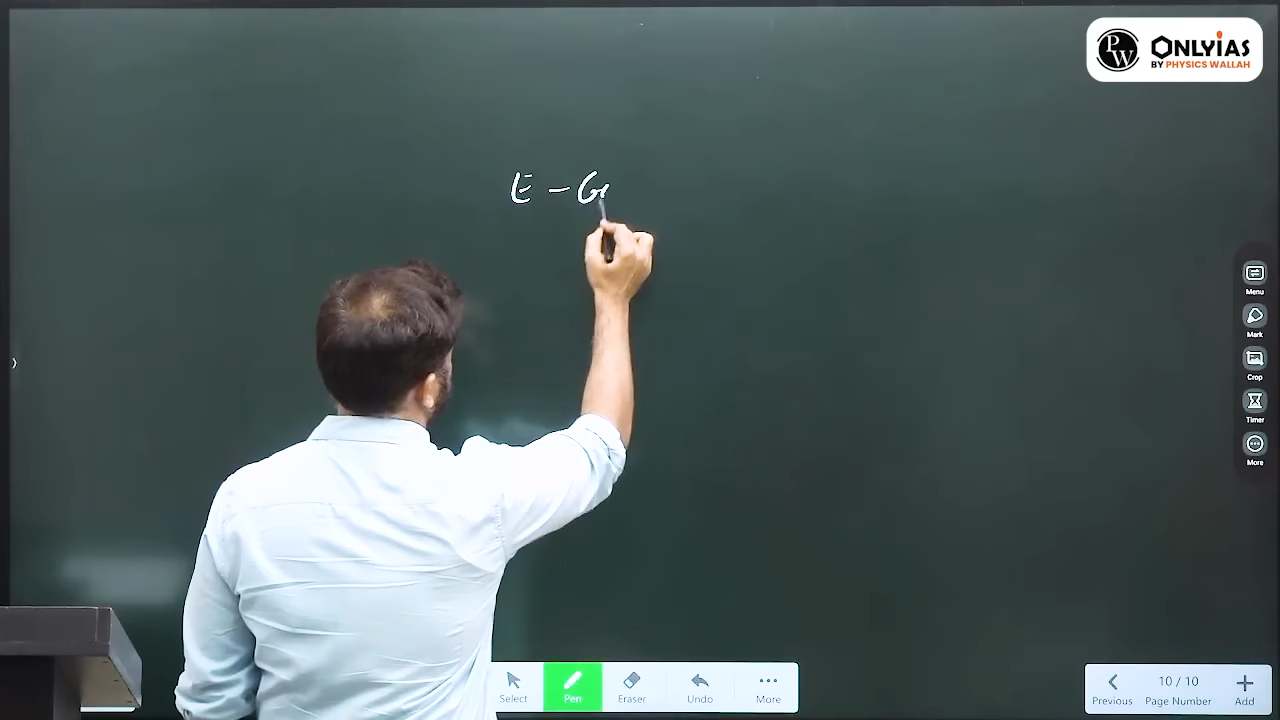 PW ONLYIAS
BY PHYSICS WALLAH
E - G
Menu
Mark
Crop
Timer
More
Select
Pen
Eraser
Undo
More
10 / 10
Previous
Page Number
Add